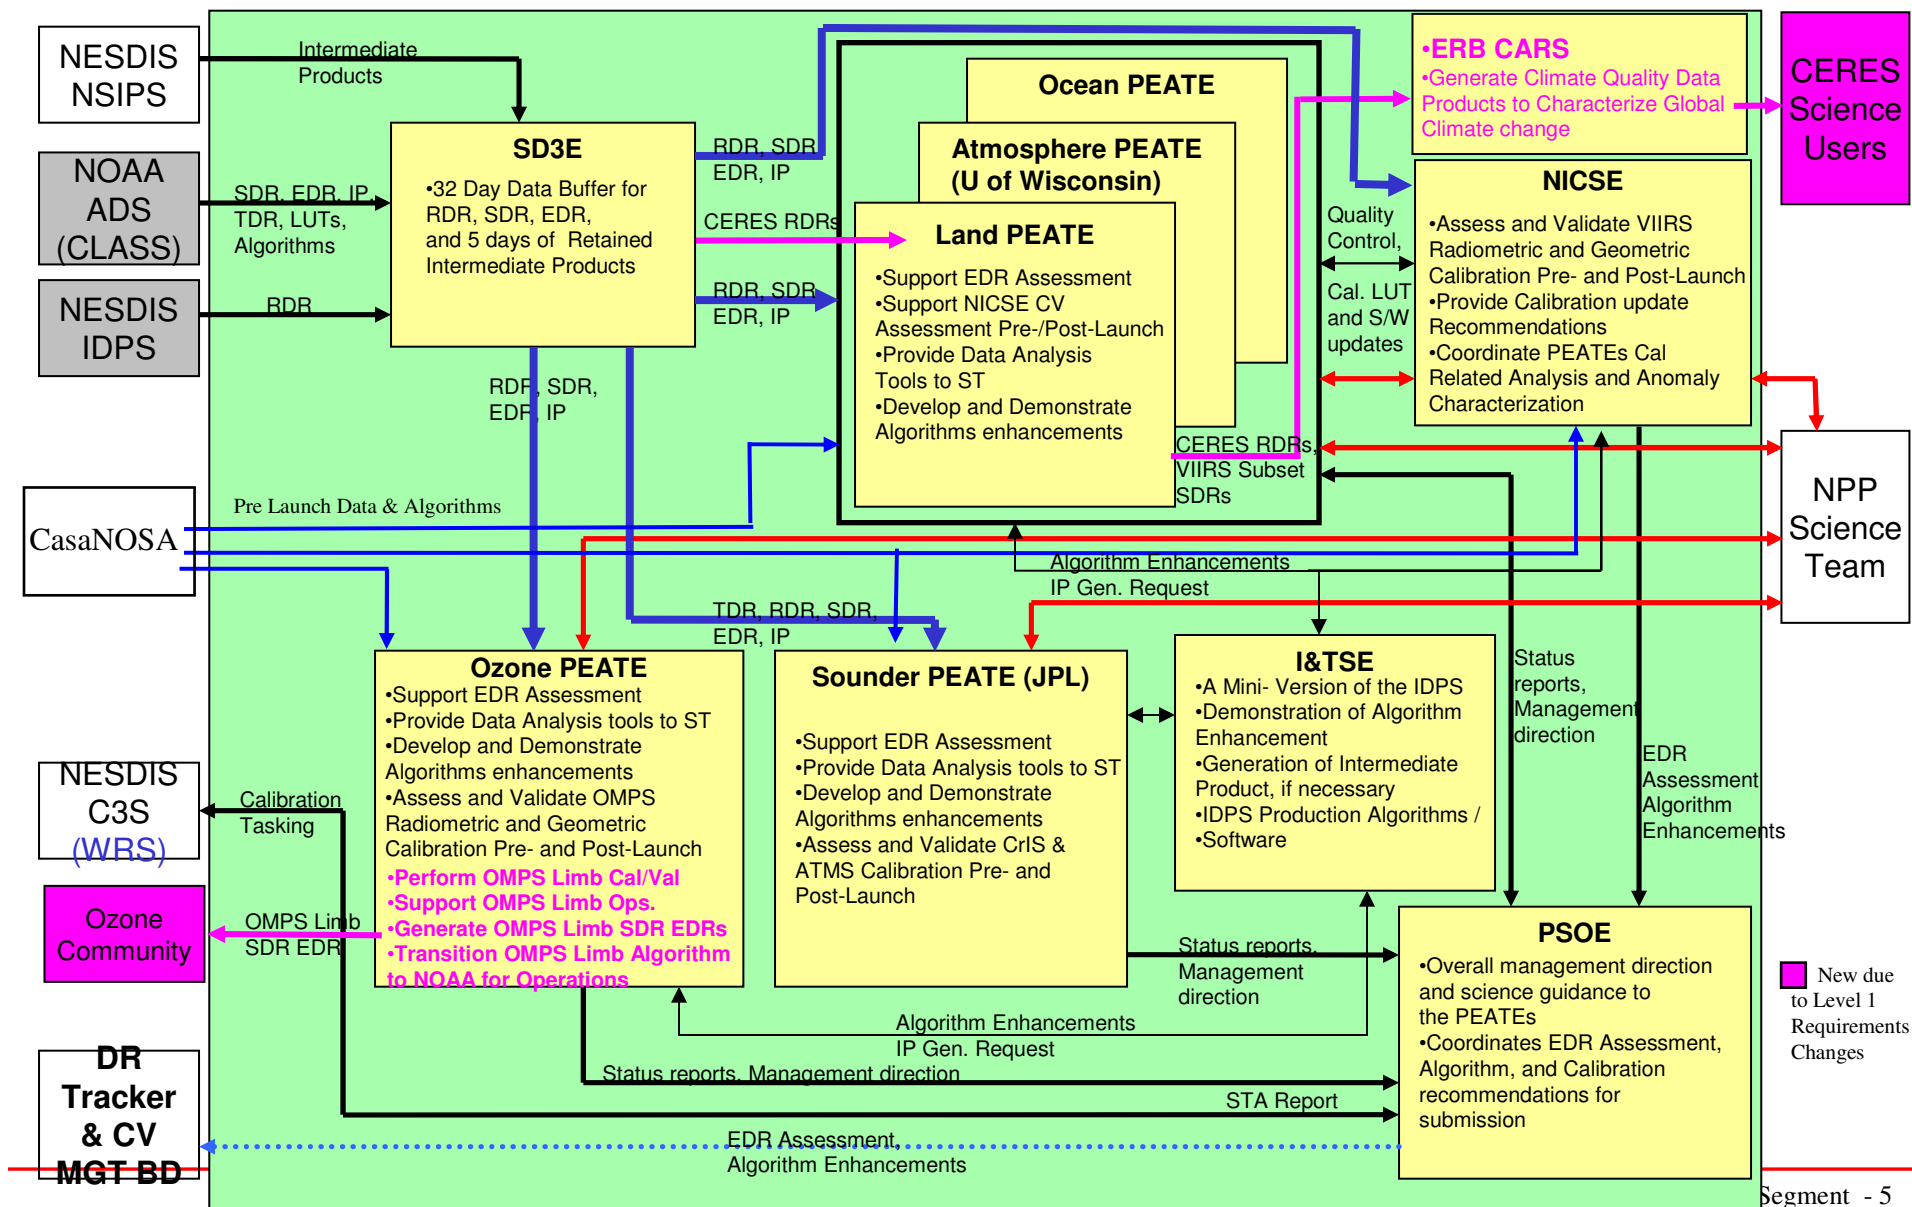 NESDIS
NSIPS
Intermediate
Products
NOAA
ADS
(CLASS)
SDR, EDR, IP,
TDR, LUTs,
Algorithms
NESDIS
IDPS
RDR
SD3E
•32 Day Data Buffer for
RDR, SDR, EDR,
and 5 days of Retained
Intermediate Products
RDR, SDR
EDR, IP
CERES RDRs
RDR, SDR
EDR, IP
RDR, SDR,
EDR, IP
Ocean PEATE
Atmosphere PEATE
(U of Wisconsin)
Land PEATE
•Support EDR Assessment
•Support NICSE CV
Assessment Pre-/Post-Launch
•Provide Data Analysis
Tools to ST
•Develop and Demonstrate
Algorithms enhancements
CERES RDRs,
VIIRS Subset
SDRs
•ERB CARS
•Generate Climate Quality Data
Products to Characterize Global
Climate change
CERES
Science
Users
NICSE
•Assess and Validate VIIRS
Radiometric and Geometric
Calibration Pre- and Post-Launch
•Provide Calibration update
Recommendations
•Coordinate PEATEs Cal
Related Analysis and Anomaly
Characterization
Quality
Control,
Cal. LUT
and S/W
updates
NPP
Science
Team
CasaNOSA
Pre Launch Data & Algorithms
Algorithm Enhancements
IP Gen. Request
TDR, RDR, SDR,
EDR, IP
Ozone PEATE
•Support EDR Assessment
•Provide Data Analysis tools to ST
•Develop and Demonstrate
Algorithms enhancements
•Assess and Validate OMPS
Radiometric and Geometric
Calibration Pre- and Post-Launch
•Perform OMPS Limb Cal/Val
•Support OMPS Limb Ops.
•Generate OMPS Limb SDR EDRs
•Transition OMPS Limb Algorithm
to NOAA for Operations
Sounder PEATE (JPL)
•Support EDR Assessment
•Provide Data Analysis tools to ST
•Develop and Demonstrate
Algorithms enhancements
•Assess and Validate CrIS &
ATMS Calibration Pre- and
Post-Launch
I&TSE
•A Mini- Version of the IDPS
•Demonstration of Algorithm
Enhancement
•Generation of Intermediate
Product, if necessary
•IDPS Production Algorithms /
•Software
Status
reports,
Management
direction
EDR
Assessment
Algorithm
Enhancements
NESDIS
C3S
(WRS)
Calibration
Tasking
Ozone
Community
OMPS Limb
SDR EDR
Status reports,
Management
direction
PSOE
•Overall management direction
and science guidance to
the PEATEs
•Coordinates EDR Assessment,
Algorithm, and Calibration
recommendations for
submission
New due
to Level 1
Requirements
Changes
Algorithm Enhancements
IP Gen. Request
Status reports, Management direction
STA Report
DR
Tracker
& CV
MGT BD
EDR Assessment,
Algorithm Enhancements
Segment - 5